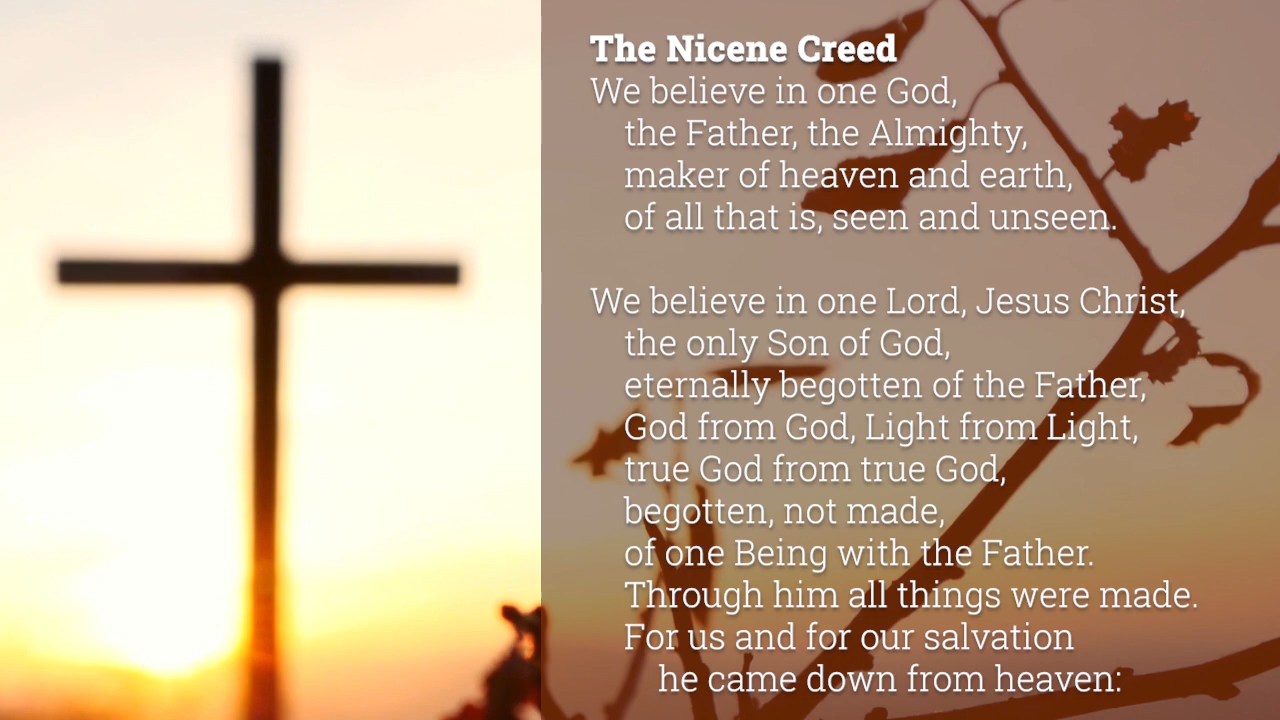 The Nicene Creed
We believe in one God,
the Father, the Almighty,
maker of heaven and earth,
of all that is, seen and unseen.
We believe in one Lord, Jesus Christ,
the only Son of God,
eternally begotten of the Father,
God from God, Light from Light,
true God from true God,
begotten, not made,
of one Being with the Father.
Through him all things were made.
For us and for our salvation
he came down from heaven: